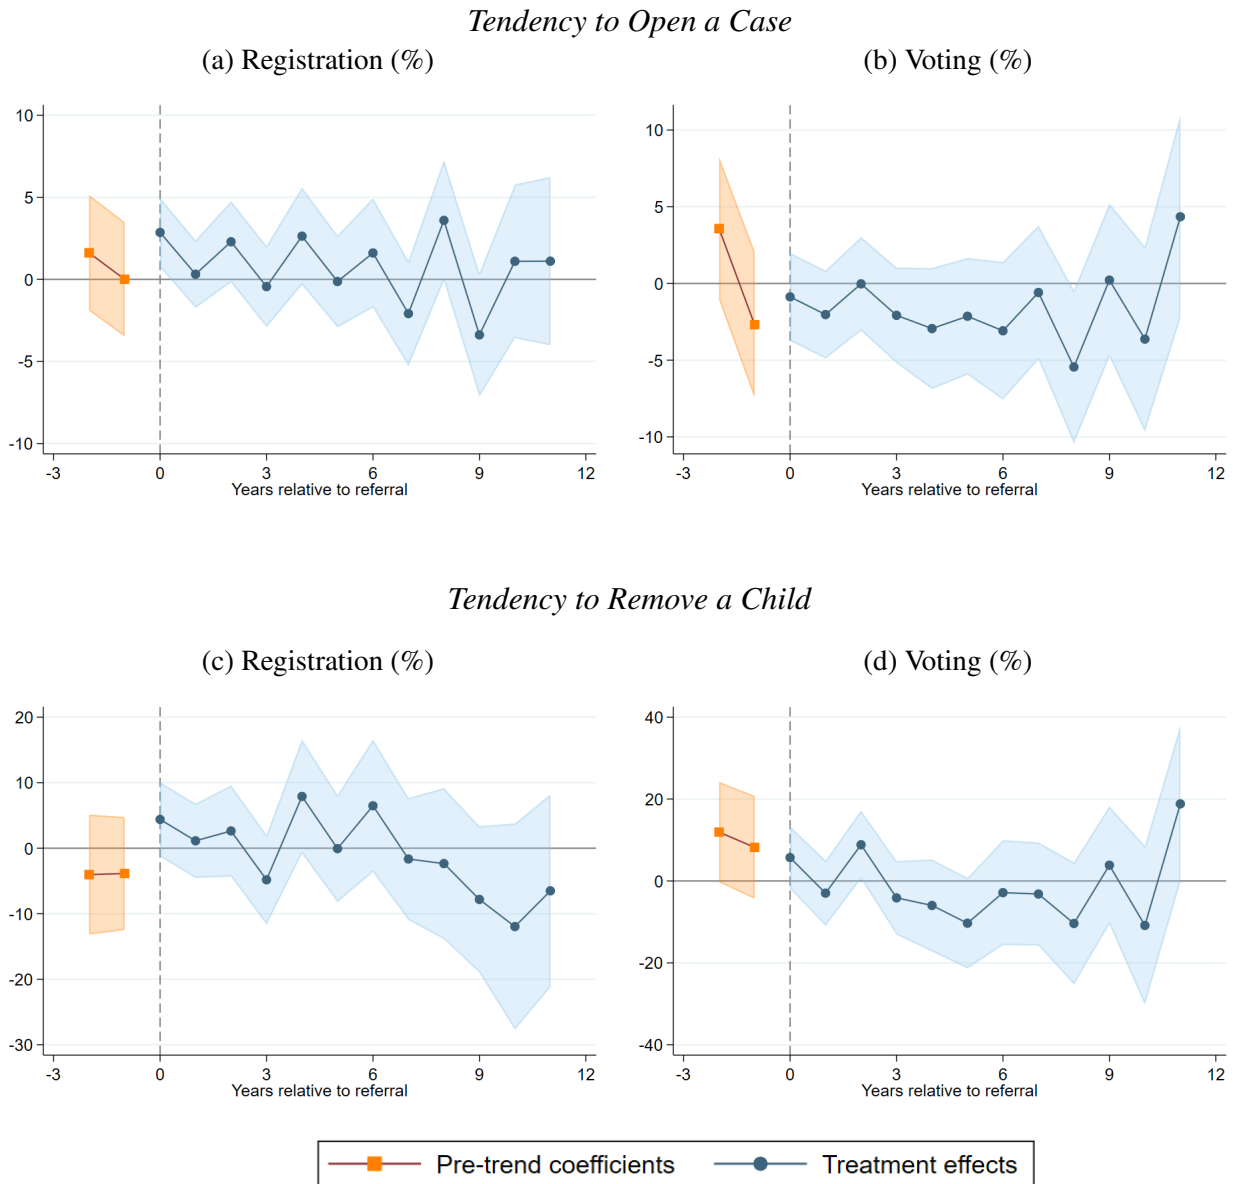 Tendency to Open a Case
(a) Registration (%)
(b) Voting (%)
10
5
0
-5
-10
-3 0 3 6 9 12
Years relative to referral
10
5
0
-5
-10
-3 0 3 6 9 12
Years relative to referral
Tendency to Remove a Child
(c) Registration (%)
(d) Voting (%)
20
10
0
-10
-20
-30
-3 0 3 6 9 12
Years relative to referral
40
20
0
-20
-40
-3 0 3 6 9 12
Years relative to referral
Pre-trend coefficients Treatment effects